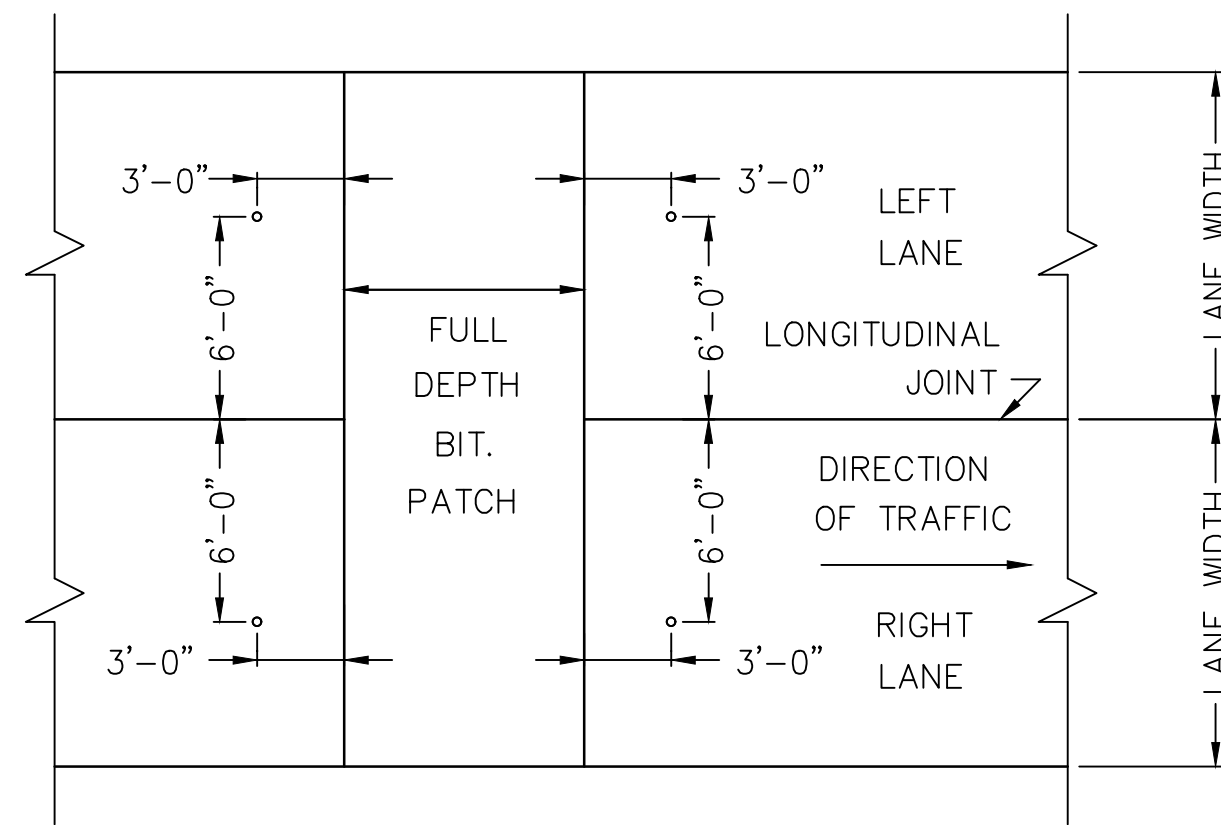 3'-0"
3'-0"
LEFT
LANE
6'-0"
6'-0"
LANE WIDTH
FULL
DEPTH
BIT.
PATCH
LONGITUDINAL
JOINT
6'-0"
6'-0"
DIRECTION
OF TRAFFIC
LANE WIDTH
3'-0"
3'-0"
RIGHT
LANE